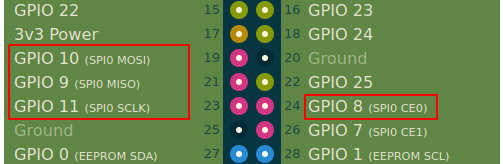 GPIO 22 15 16 GPIO 23
3v3 Power 17 18 GPIO 24
GPIO 10 (SPI0 MOSI) 19 20 Ground
GPIO 9 (SPI0 MISO) 21 22 GPIO 25
GPIO 11 (SPI0 SCLK) 23 24 GPIO 8 (SPI0 CE0)
Ground 25 26 GPIO 7 (SPI0 CE1)
GPIO 0 (EEPROM SDA) 27 28 GPIO 1 (EEPROM SCL)